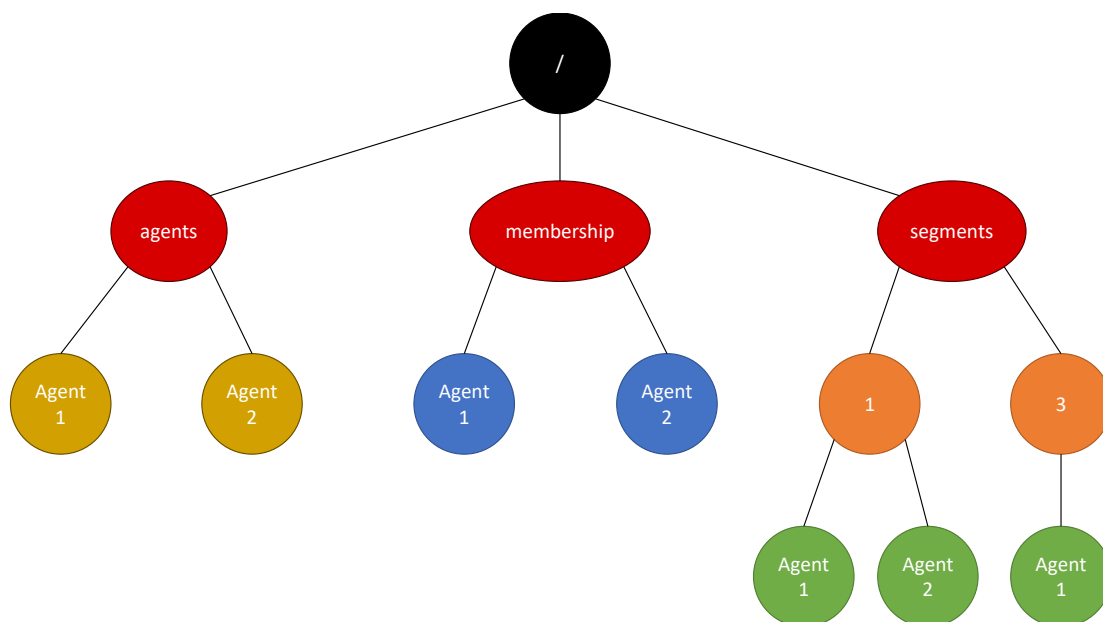 /
agents
membership
segments
Agent
1
Agent
2
Agent
1
Agent
2
1
3
Agent
1
Agent
2
Agent
1